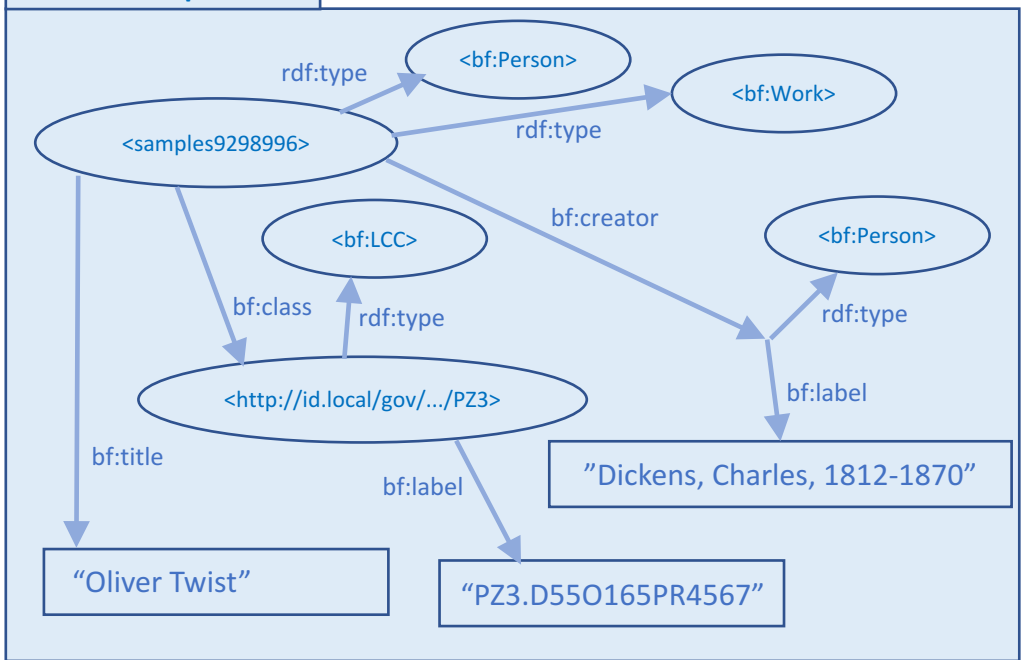 <bf:Person>
rdf:type
<bf:Work>
rdf:type
<samples9298996>
bf:creator
<bf:Person>
<bf:LCC>
bf:class
rdf:type
rdf:type
<http://id.local/gov/.../PZ3>
bf:label
bf:title
bf:label
”Dickens, Charles, 1812-1870”
“Oliver Twist”
“PZ3.D55O165PR4567”